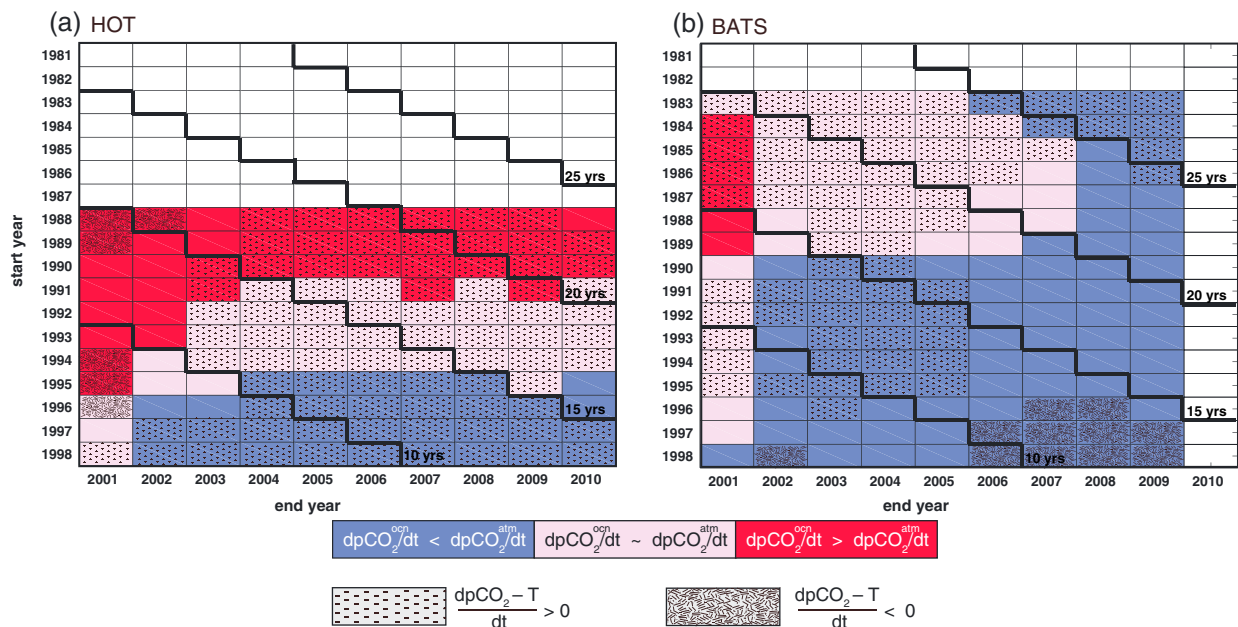 (a) HOT
(b) BATS
start year
1981
1982
1983
1984
1985
1986
1987
1988
1989
1990
1991
1992
1993
1994
1995
1996
1997
1998
25 yrs
20 yrs
15 yrs
10 yrs
2001 2002 2003 2004 2005 2006 2007 2008 2009 2010
end year
1981
1982
1983
1984
1985
1986
1987
1988
1989
1990
1991
1992
1993
1994
1995
1996
1997
1998
25 yrs
20 yrs
15 yrs
10 yrs
2001 2002 2003 2004 2005 2006 2007 2008 2009 2010
end year
dpCO₂ᵒᶜⁿ/dt < dpCO₂ᵃᵗᵐ/dt
dpCO₂ᵒᶜⁿ/dt ~ dpCO₂ᵃᵗᵐ/dt
dpCO₂ᵒᶜⁿ/dt > dpCO₂ᵃᵗᵐ/dt
dpCO₂ – T
dt
> 0
dpCO₂ – T
dt
< 0